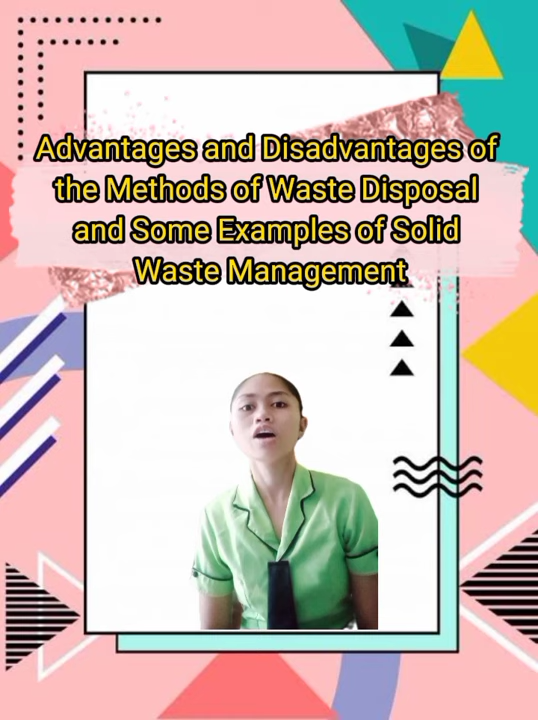 Advantages and Disadvantages of
the Methods of Waste Disposal
and Some Examples of Solid
Waste Management